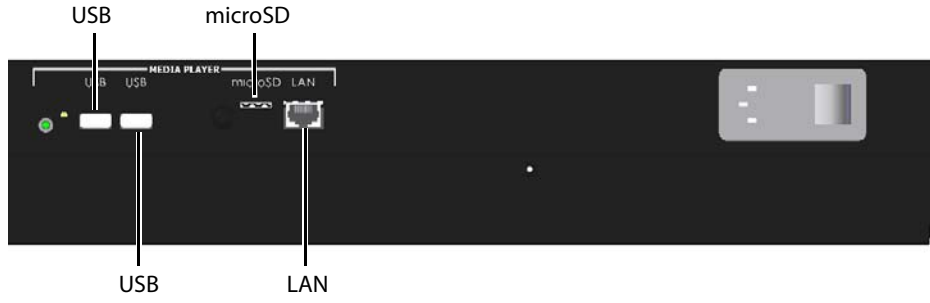 USB microSD
MEDIA PLAYER
USB USB microSD LAN
USB LAN